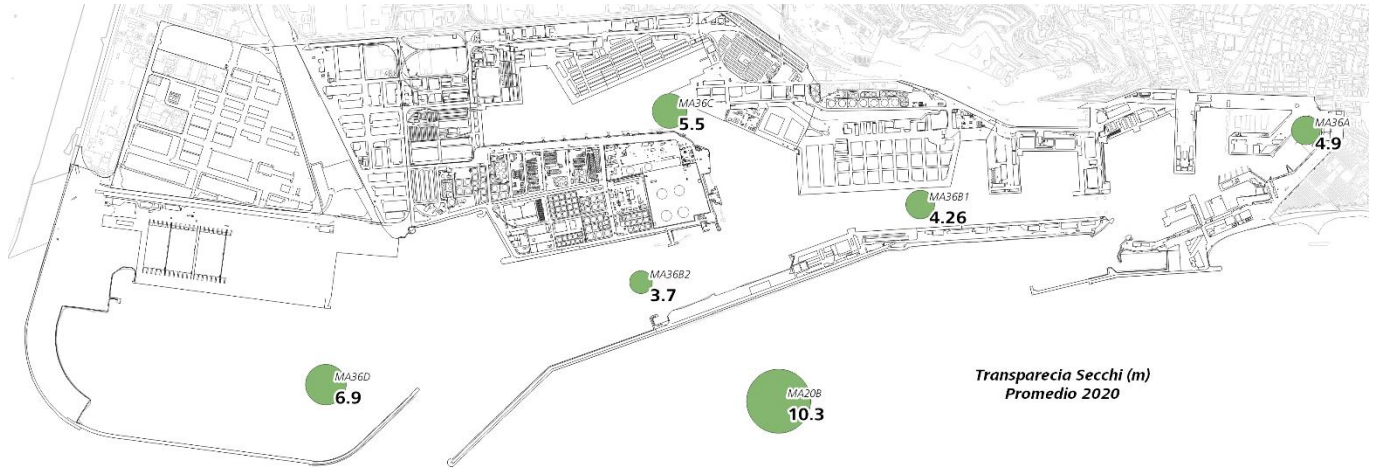 MA36C
5.5
MA36A
4.9
MA36B1
4.26
MA36B2
3.7
MA36D
6.9
MA20B
10.3
Transparecia Secchi (m)
Promedio 2020